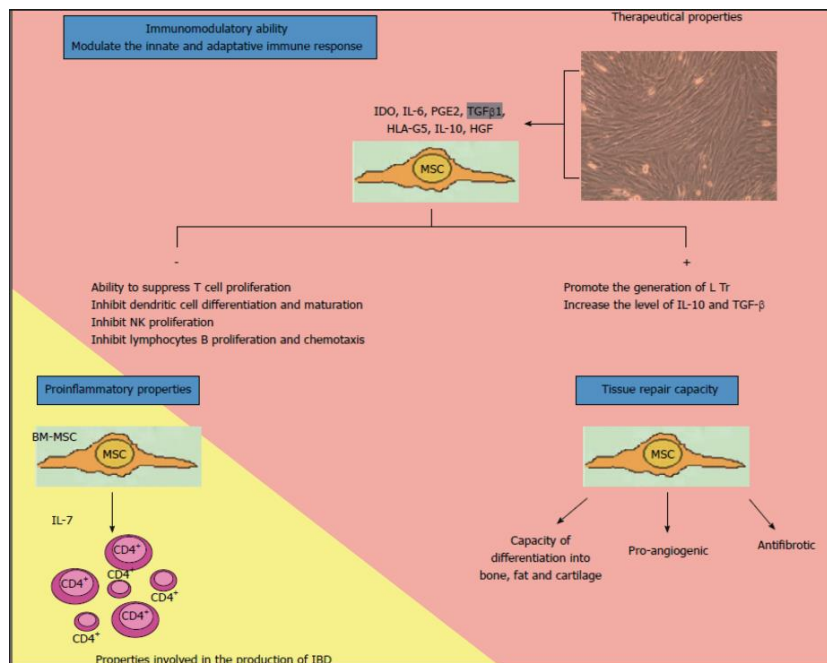 Immunomodulatory ability
Modulate the innate and adaptative immune response
Therapeutical properties
IDO, IL-6, PGE2, TGFβ1,
HLA-G5, IL-10, HGF
MSC
-
Ability to suppress T cell proliferation
Inhibit dendritic cell differentiation and maturation
Inhibit NK proliferation
Inhibit lymphocytes B proliferation and chemotaxis
+
Promote the generation of L Tr
Increase the level of IL-10 and TGF-β
Proinflammatory properties
BM-MSC
MSC
IL-7
CD4+
CD4+
CD4+
CD4+
CD4+
CD4+
Properties involved in the production of IBD
Tissue repair capacity
MSC
Capacity of
differentiation into
bone, fat and cartilage
Pro-angiogenic
Antifibrotic